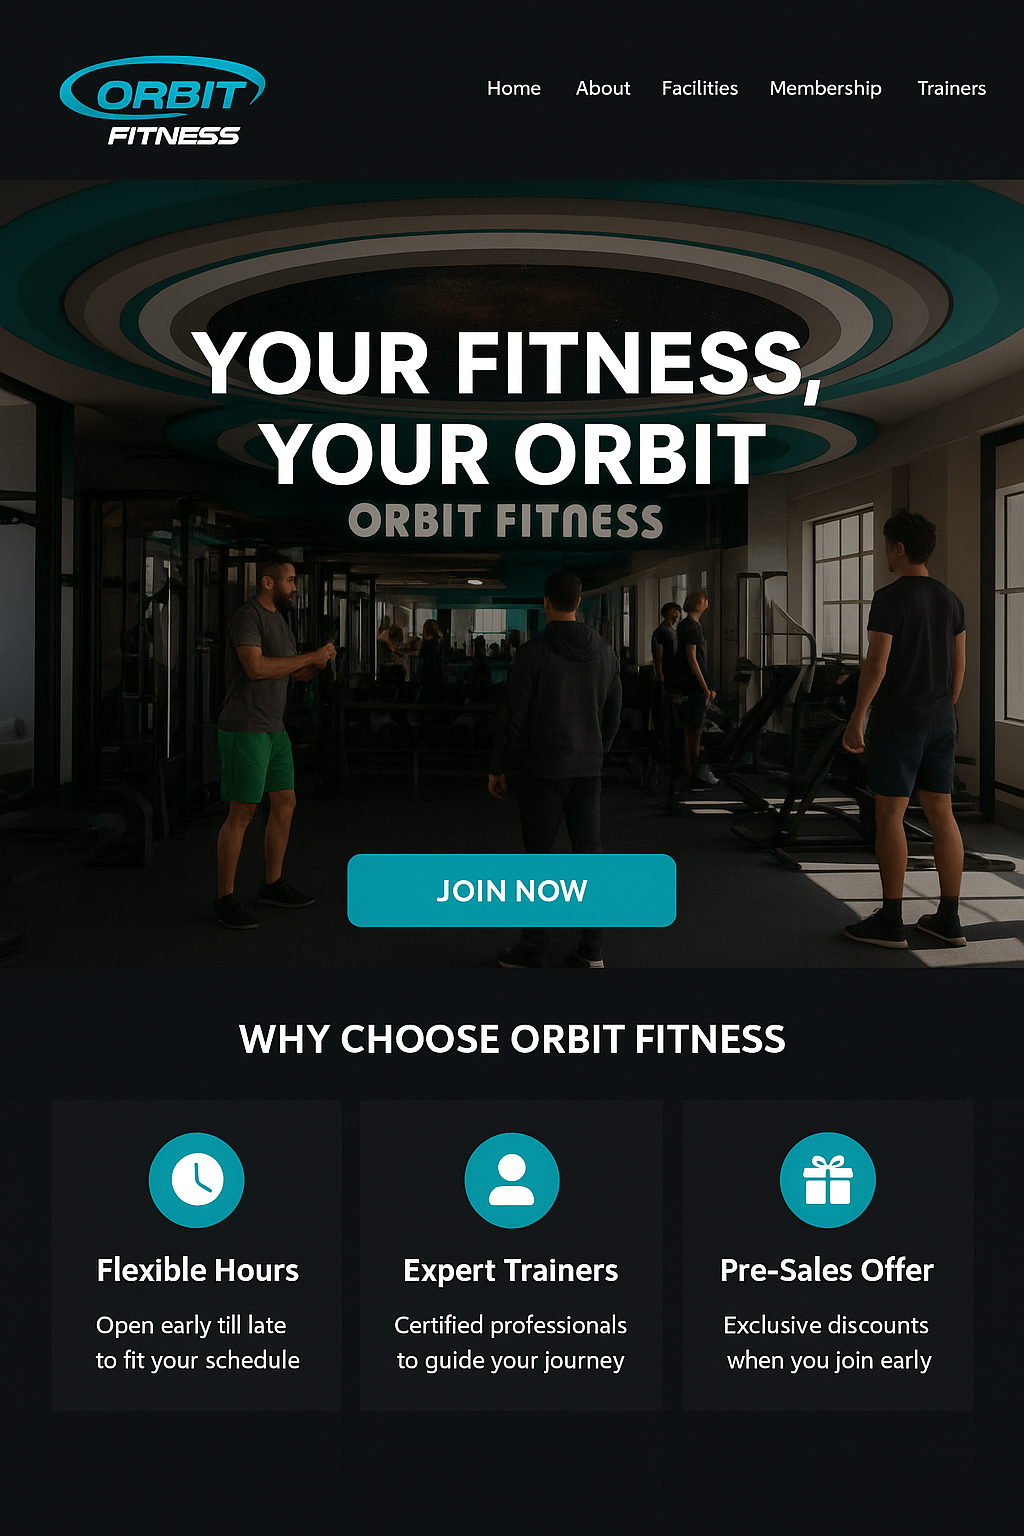 ORBIT
FITNESS
Home About Facilities Membership Trainers
YOUR FITNESS,
YOUR ORBIT
ORBIT FITNESS
JOIN NOW
WHY CHOOSE ORBIT FITNESS
Flexible Hours
Open early till late
to fit your schedule
Expert Trainers
Certified professionals
to guide your journey
Pre-Sales Offer
Exclusive discounts
when you join early